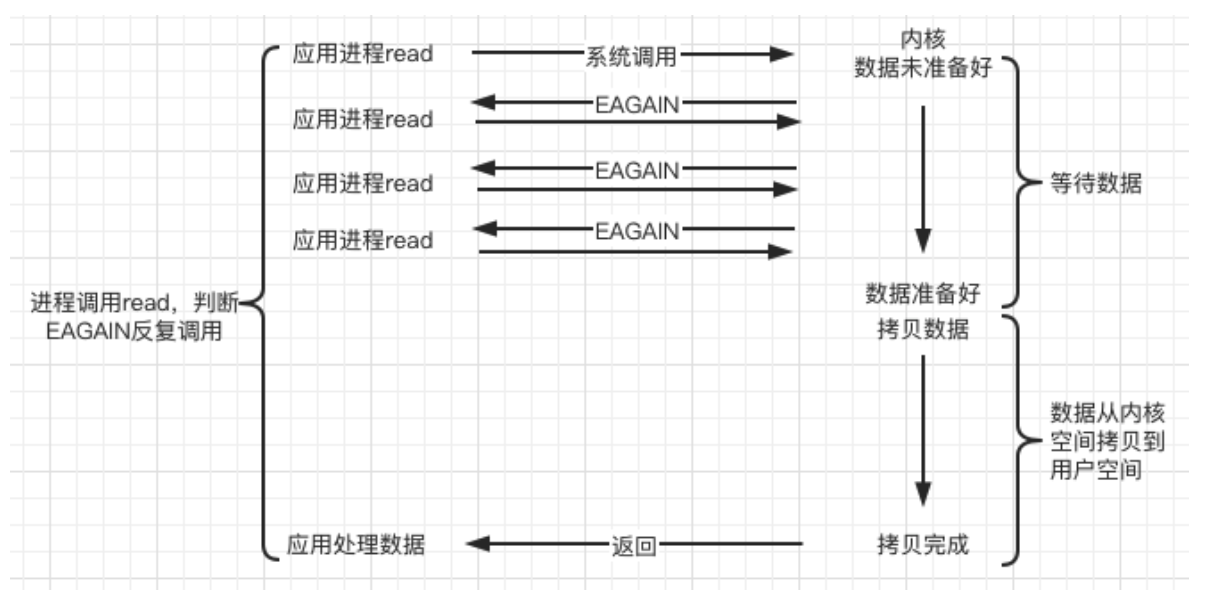 应用进程read
系统调用
内核
数据未准备好
EAGAIN
应用进程read
EAGAIN
应用进程read
等待数据
EAGAIN
应用进程read
数据准备好
进程调用read，判断
EAGAIN反复调用
拷贝数据
数据从内核
空间拷贝到
用户空间
应用处理数据
返回
拷贝完成